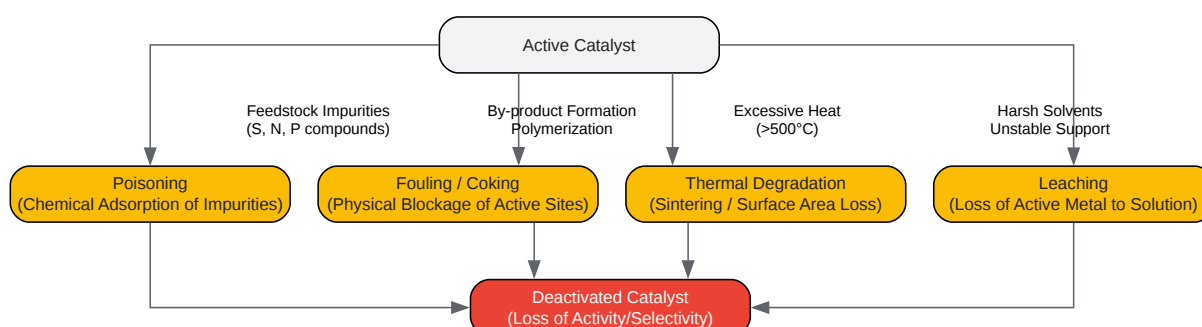 Active Catalyst
Feedstock Impurities
(S, N, P compounds)
By-product Formation
Polymerization
Excessive Heat
(>500°C)
Harsh Solvents
Unstable Support
Poisoning
(Chemical Adsorption of Impurities)
Fouling / Coking
(Physical Blockage of Active Sites)
Thermal Degradation
(Sintering / Surface Area Loss)
Leaching
(Loss of Active Metal to Solution)
Deactivated Catalyst
(Loss of Activity/Selectivity)